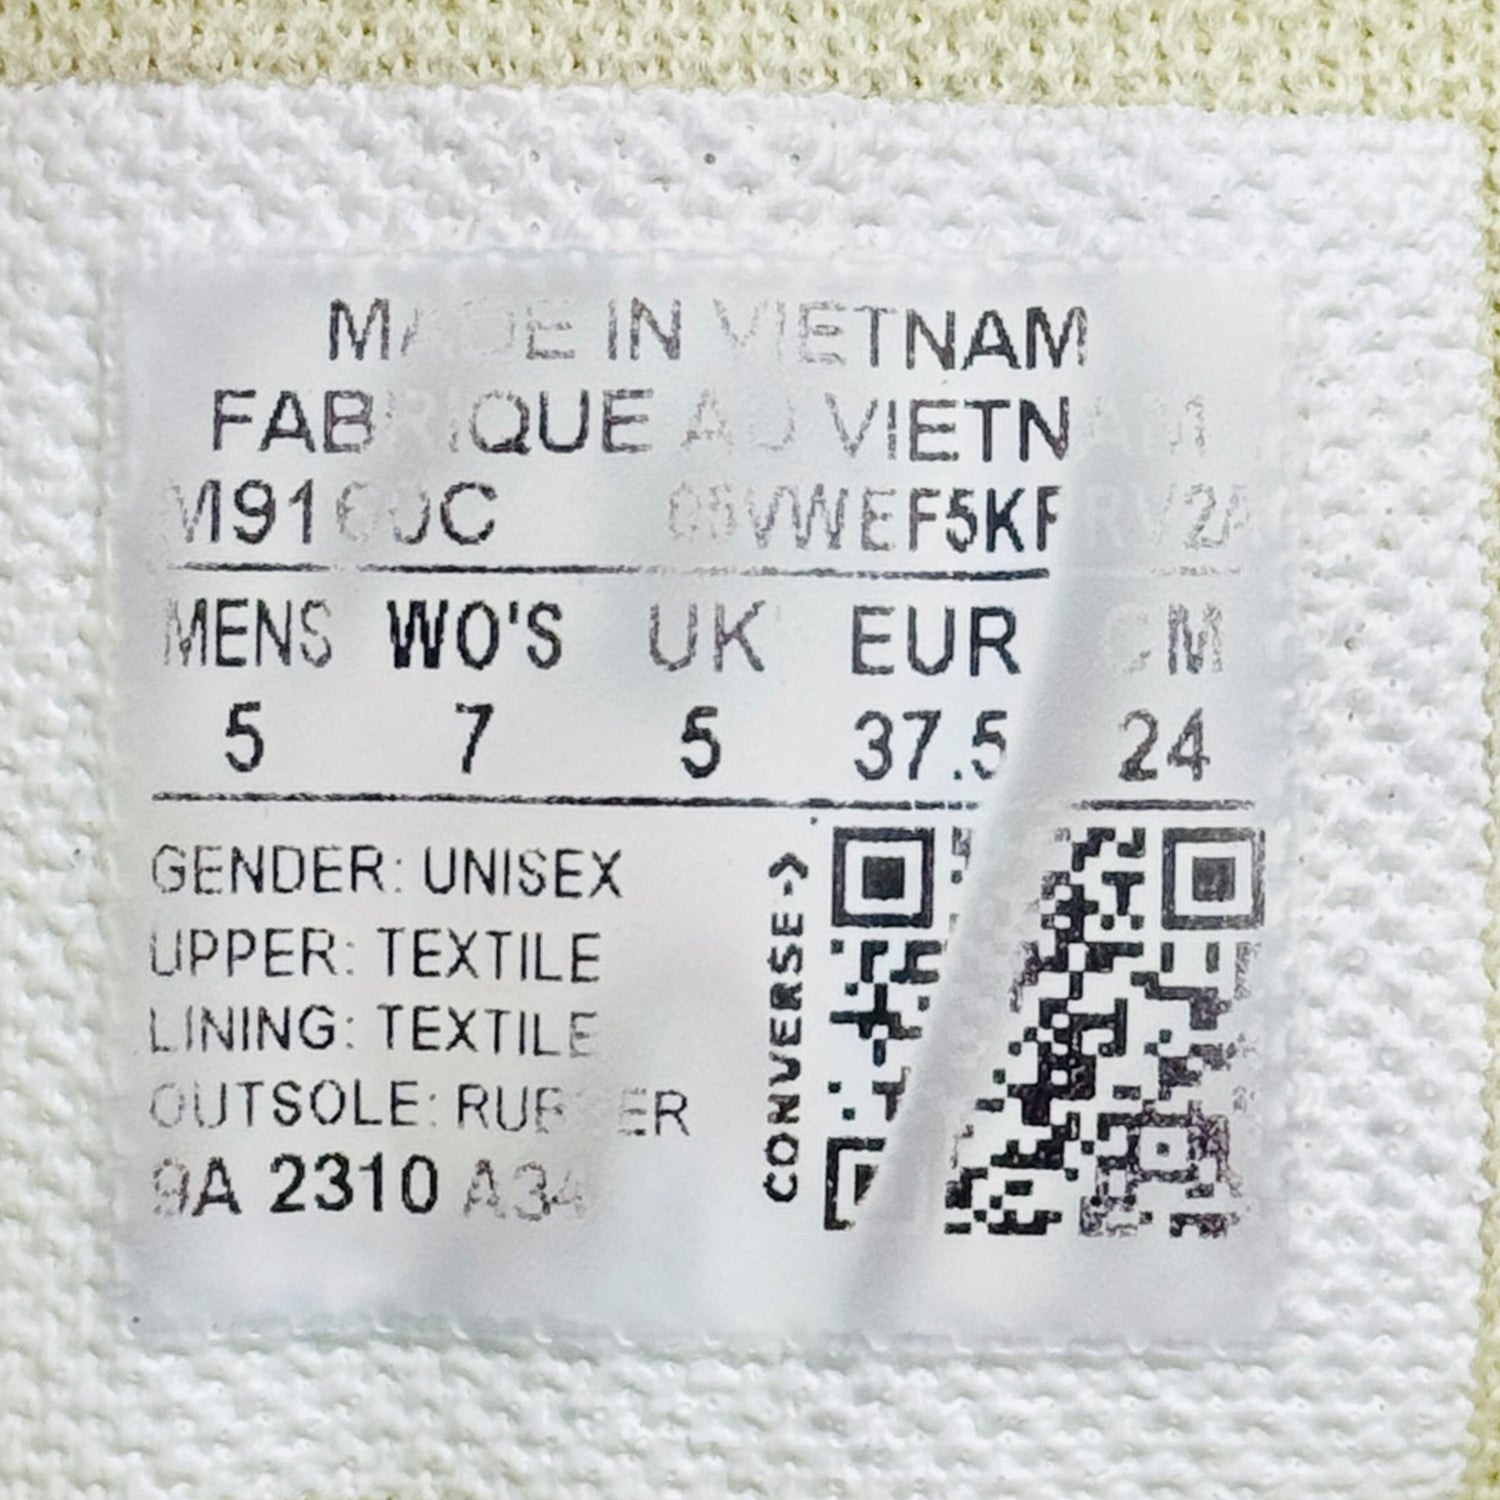 MADE IN VIETNAM
FABRIQUE AU VIETNAM
M9160C
MENS WO'S UK EUR CM
5 7 5 37.5 24
GENDER: UNISEX
UPPER: TEXTILE
LINING: TEXTILE
OUTSOLE: RUBBER
9A 2310 A34
CONVERSE ->